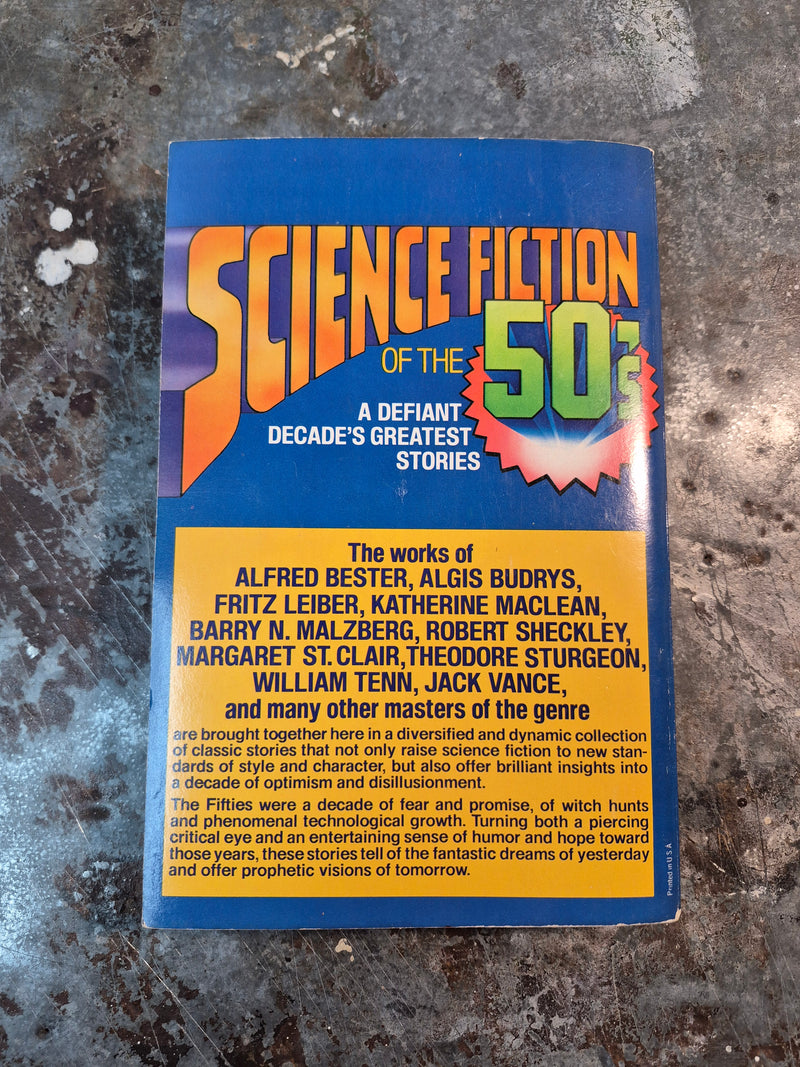 SCIENCE FICTION
OF THE 50's
A DEFIANT
DECADE'S GREATEST
STORIES
The works of
ALFRED BESTER, ALGIS BUDRYS,
FRITZ LEIBER, KATHERINE MACLEAN,
BARRY N. MALZBERG, ROBERT SHECKLEY,
MARGARET ST. CLAIR, THEODORE STURGEON,
WILLIAM TENN, JACK VANCE,
and many other masters of the genre
are brought together here in a diversified and dynamic collection
of classic stories that not only raise science fiction to new stan-
dards of style and character, but also offer brilliant insights into
a decade of optimism and disillusionment.
The Fifties were a decade of fear and promise, of witch hunts
and phenomenal technological growth. Turning both a piercing
critical eye and an entertaining sense of humor and hope toward
those years, these stories tell of the fantastic dreams of yesterday
and offer prophetic visions of tomorrow.
Printed in U S A